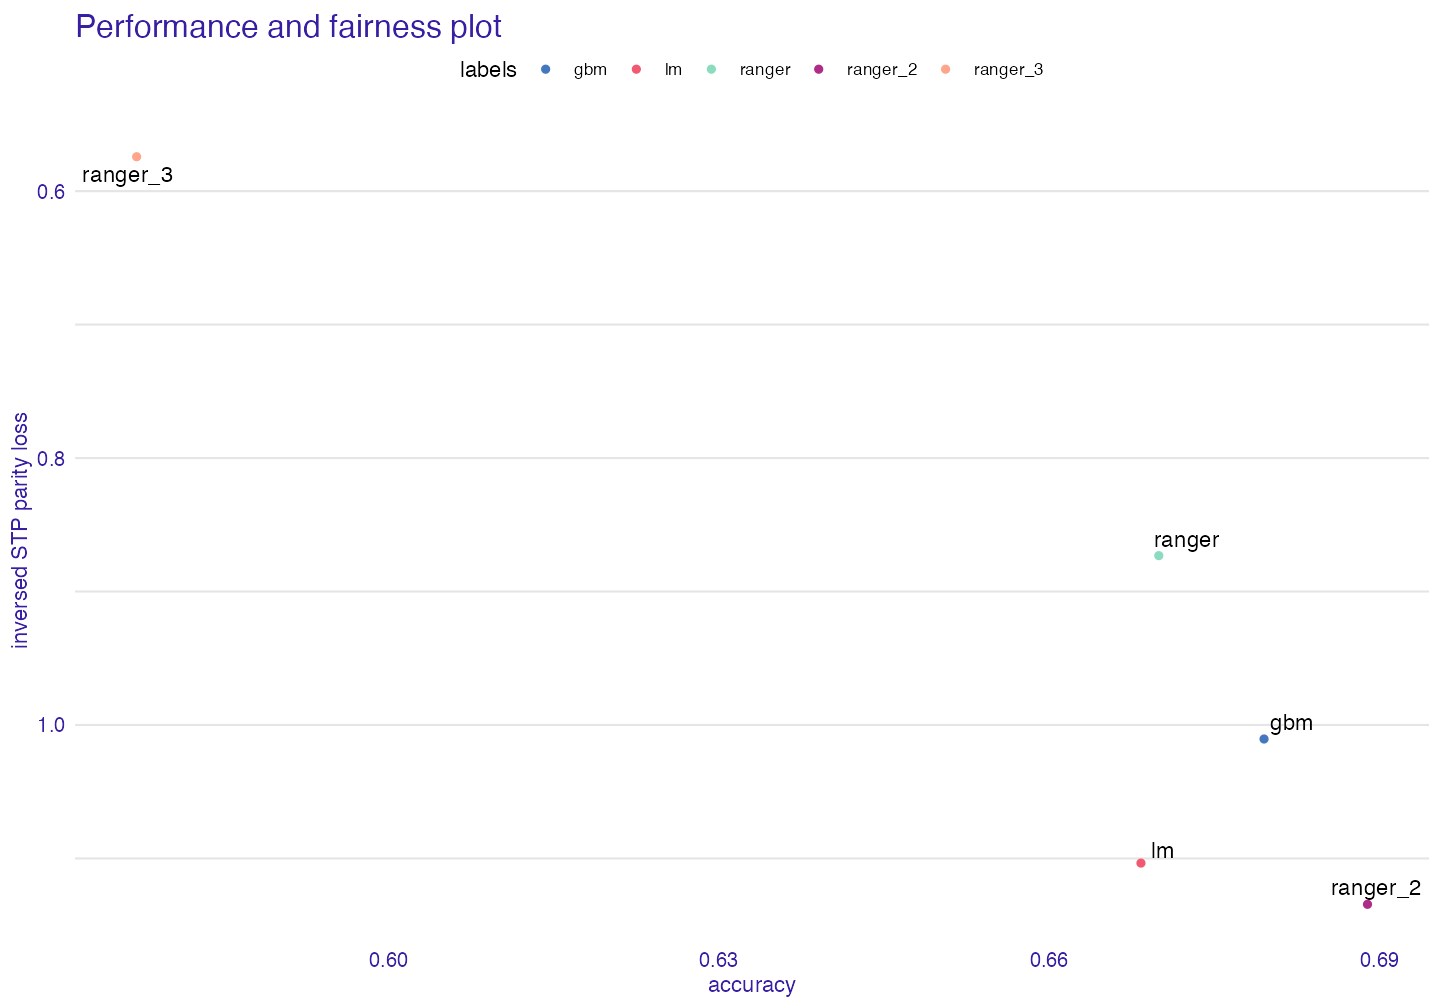 Performance and fairness plot
labels gbm lm ranger ranger_2 ranger_3
ranger_3
0.6
0.8
ranger
1.0
gbm
lm
ranger_2
inversed STP parity loss
0.60 0.63 0.66 0.69
accuracy